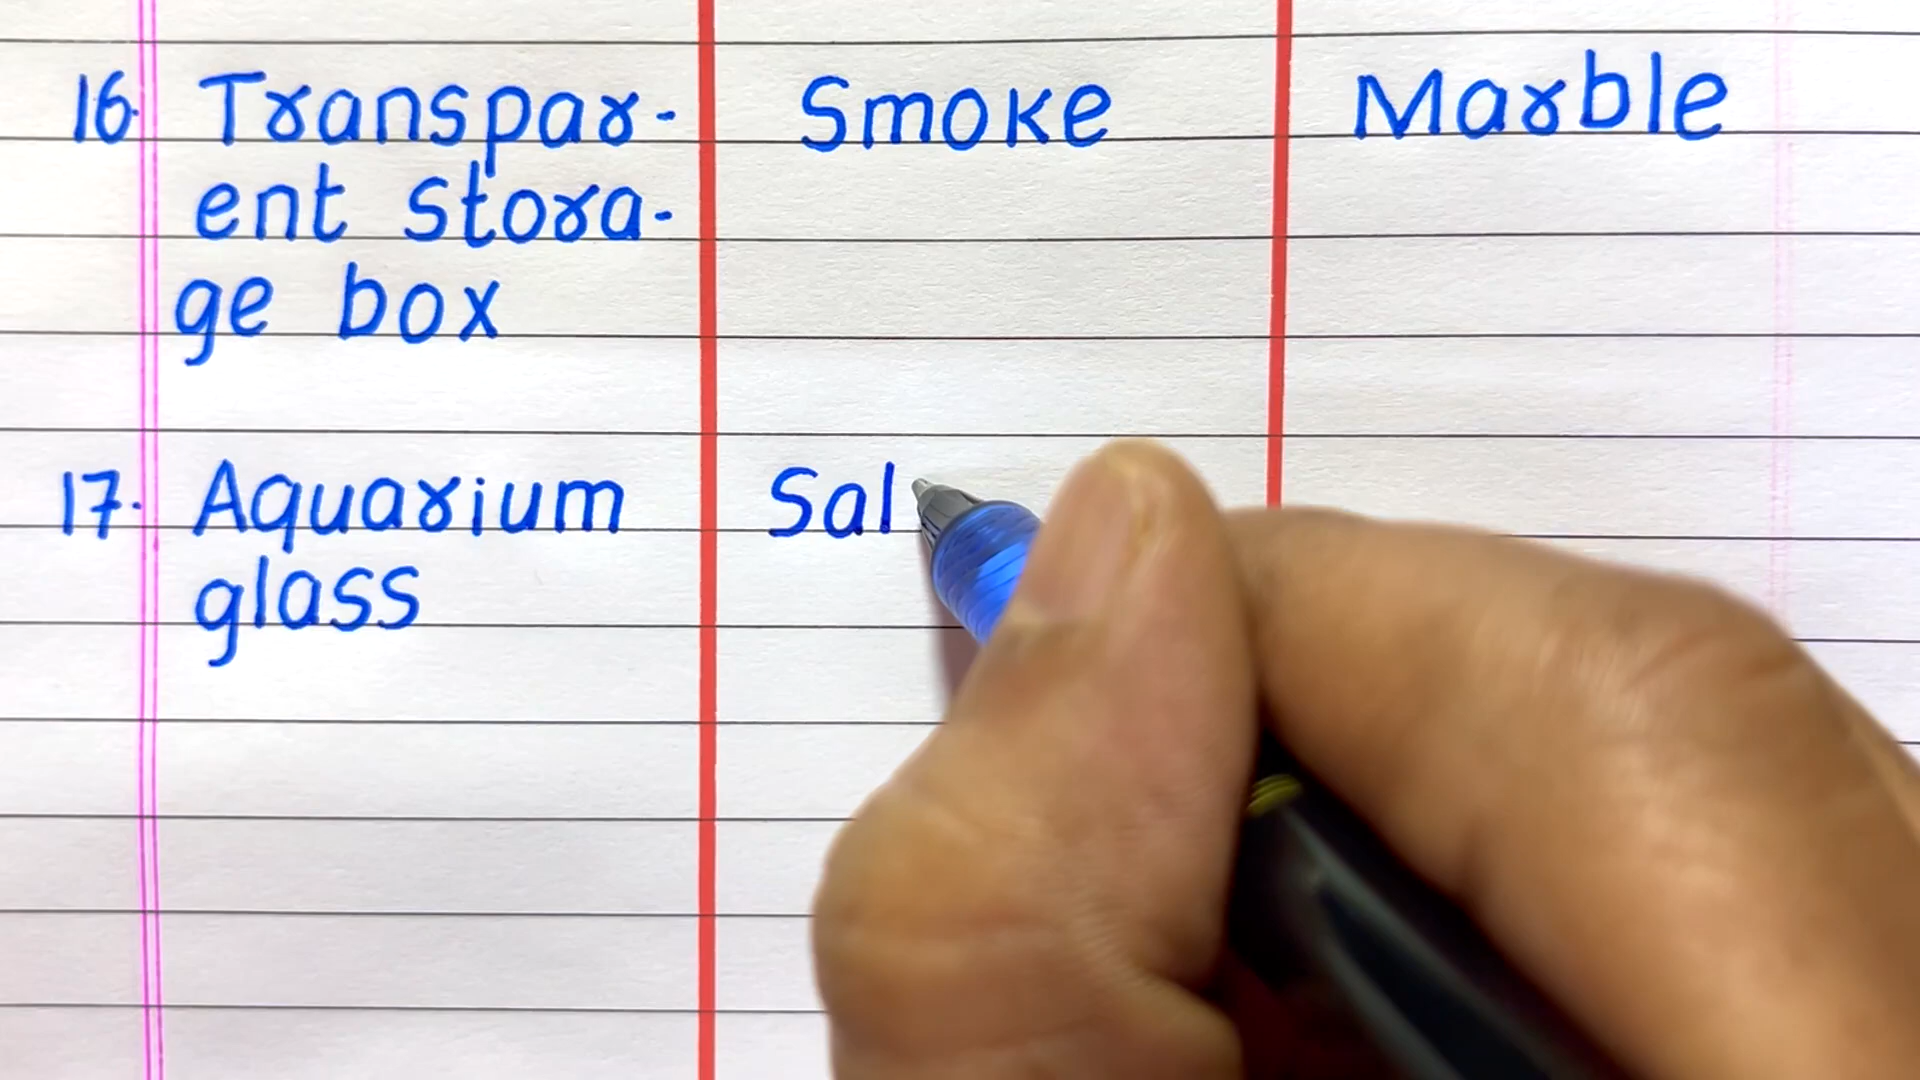 16. Transpar- Smoke Marble
ent stora-
ge box
17. Aquarium Sal
glass